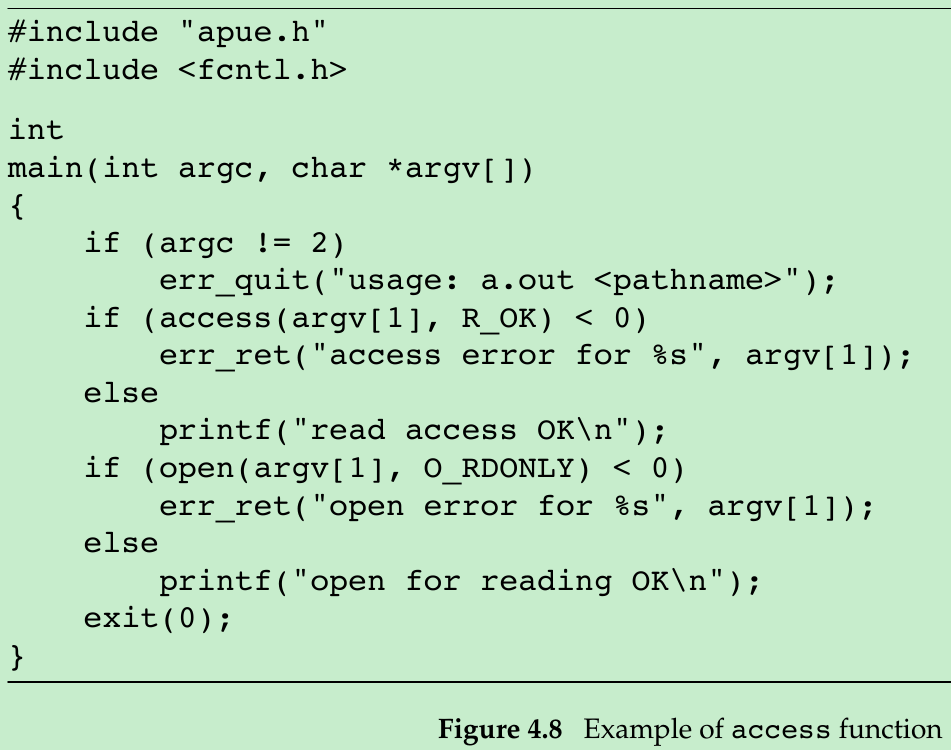 #include "apue.h"
#include <fcntl.h>
int
main(int argc, char *argv[])
{
    if (argc != 2)
        err_quit("usage: a.out <pathname>");
    if (access(argv[1], R_OK) < 0)
        err_ret("access error for %s", argv[1]);
    else
        printf("read access OK\n");
    if (open(argv[1], O_RDONLY) < 0)
        err_ret("open error for %s", argv[1]);
    else
        printf("open for reading OK\n");
    exit(0);
}
Figure 4.8 Example of access function